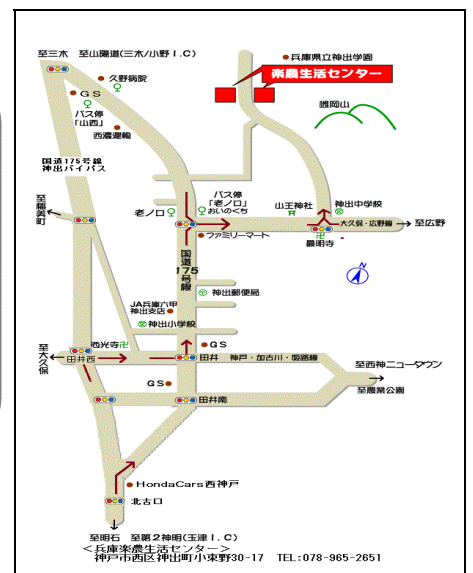 至三木 至山陽道(三木/小野I.C)
兵庫県立神出学園
楽農生活センター
久野病院
GS
バス停
「山西」
西濃運輸
雌岡山
国道175号線
神出バイパス
バス停
「老ノ口」
おいのくち
老ノ口
山王神社
神出中学校
大久保・広野線
至広野
ファミリーマート
最明寺
国道175号線
N
神出郵便局
JA兵庫六甲
神出支店
神出小学校
GS
西光寺
至大久保
田井西
田井
神戸・加古川・姫路線
至西神ニュータウン
至農業公園
GS
田井南
HondaCars西神戸
北古口
至明石 至第2神明(玉津I.C)
<兵庫楽農生活センター>
神戸市西区神出町小束野30-17 TEL:078-965-2651